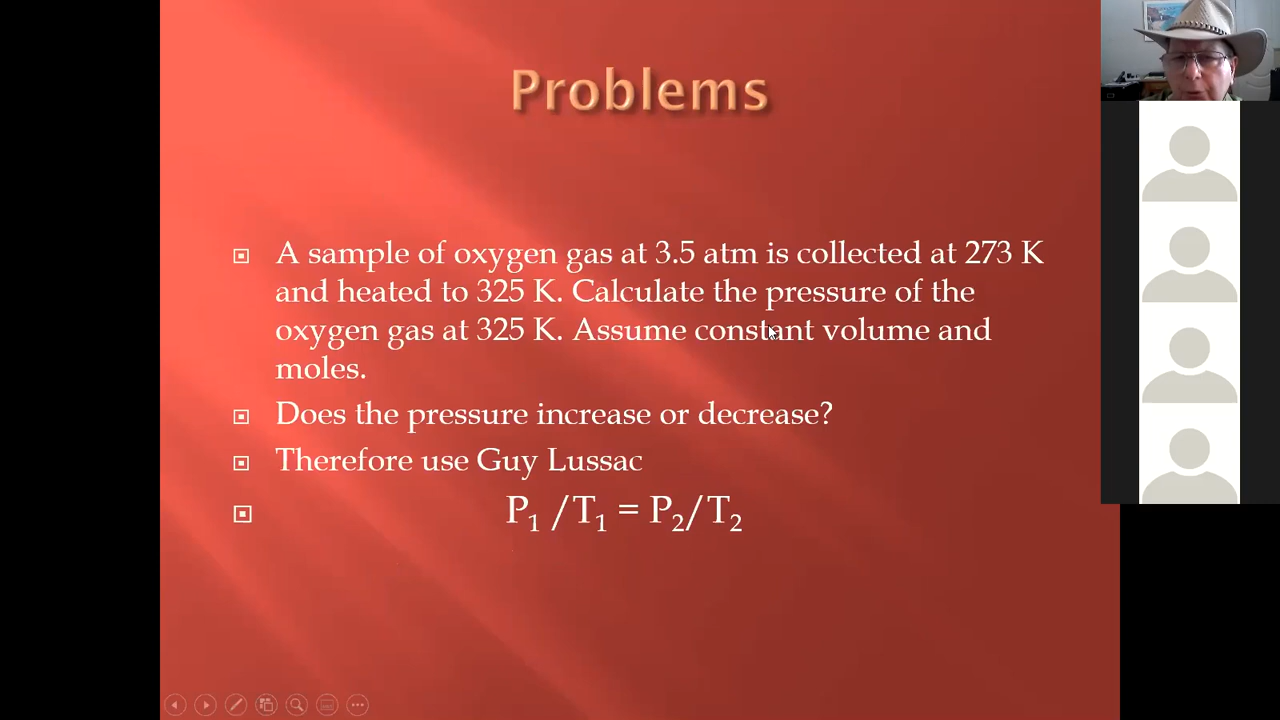 Problems
A sample of oxygen gas at 3.5 atm is collected at 273 K
and heated to 325 K. Calculate the pressure of the
oxygen gas at 325 K. Assume constant volume and
moles.
Does the pressure increase or decrease?
Therefore use Guy Lussac
P₁ /T₁ = P₂/T₂